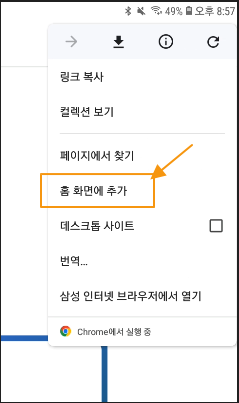 49% 오후 8:57
링크 복사
컬렉션 보기
페이지에서 찾기
홈 화면에 추가
데스크톱 사이트
번역...
삼성 인터넷 브라우저에서 열기
Chrome에서 실행 중